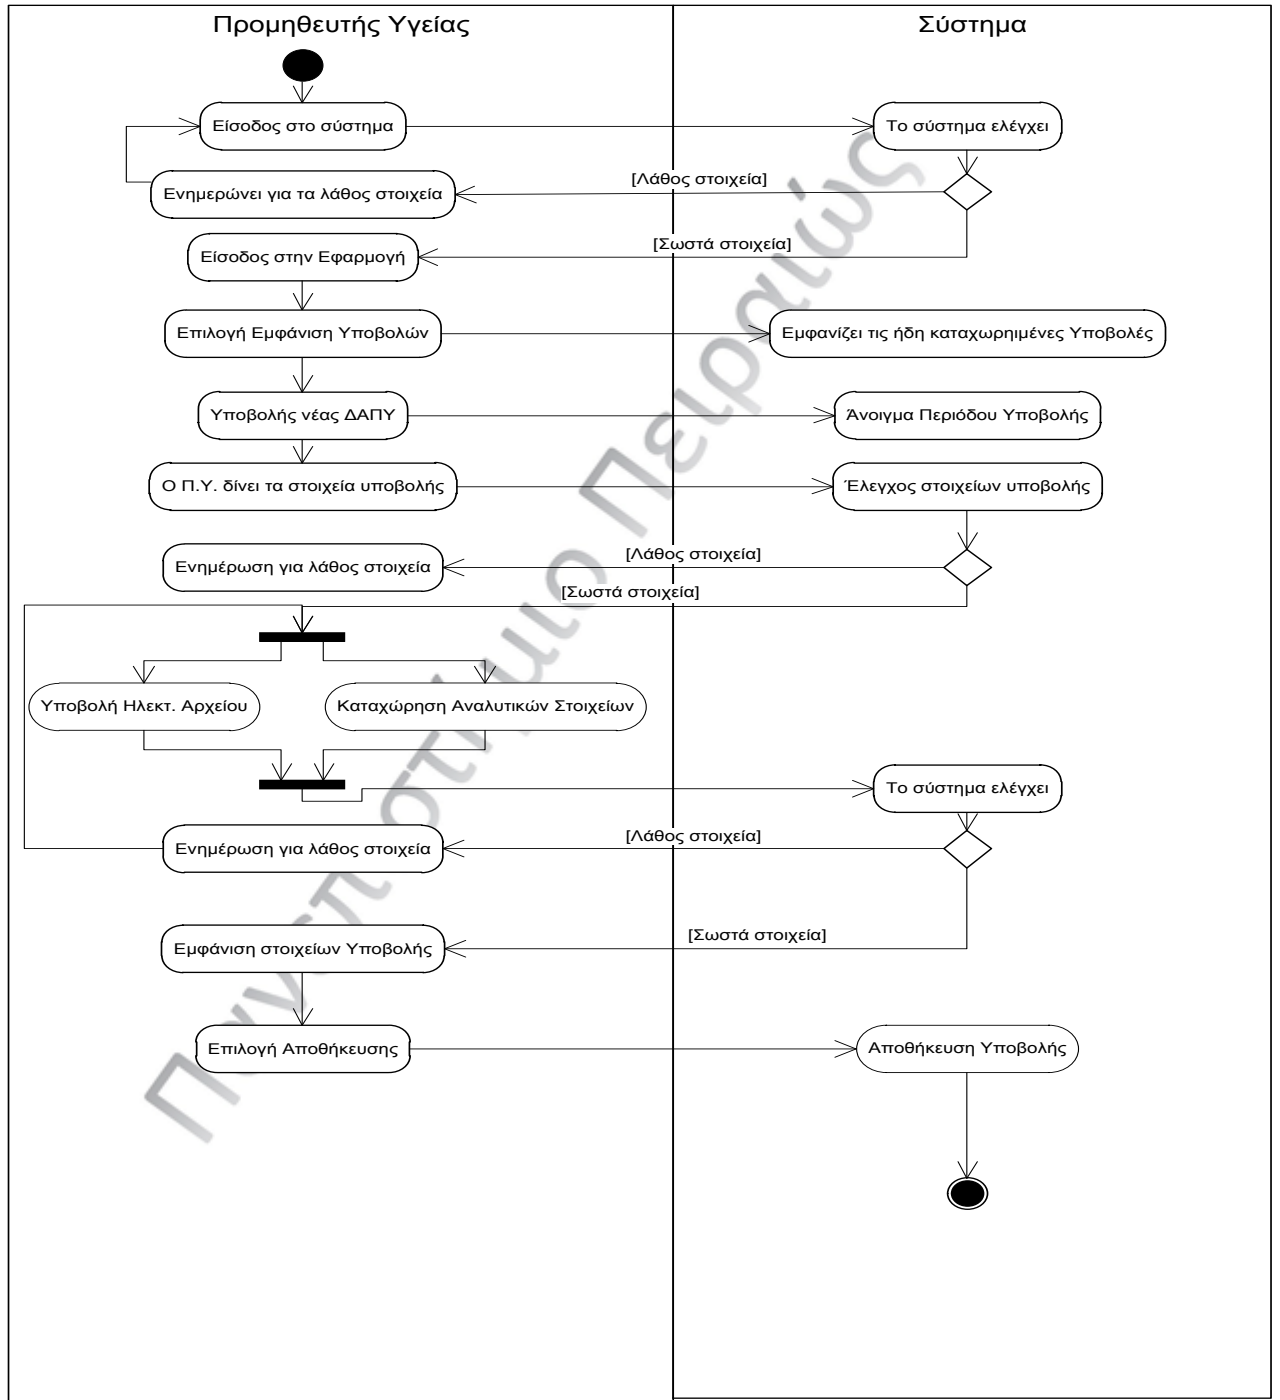 Προμηθευτής Υγείας
Σύστημα
Είσοδος στο σύστημα
Το σύστημα ελέγχει
[Λάθος στοιχεία]
Ενημερώνει για τα λάθος στοιχεία
[Σωστά στοιχεία]
Είσοδος στην Εφαρμογή
Επιλογή Εμφάνιση Υποβολών
Εμφανίζει τις ήδη καταχωρηιμένες Υποβολές
Υποβολής νέας ΔΑΠΥ
Άνοιγμα Περιόδου Υποβολής
Ο Π.Υ. δίνει τα στοιχεία υποβολής
Έλεγχος στοιχείων υποβολής
[Λάθος στοιχεία]
Ενημέρωση για λάθος στοιχεία
[Σωστά στοιχεία]
Υποβολή Ηλεκτ. Αρχείου
Καταχώρηση Αναλυτικών Στοιχείων
Το σύστημα ελέγχει
[Λάθος στοιχεία]
Ενημέρωση για λάθος στοιχεία
[Σωστά στοιχεία]
Εμφάνιση στοιχείων Υποβολής
Επιλογή Αποθήκευσης
Αποθήκευση Υποβολής
Πανεπιστήμιο Πειραιώς